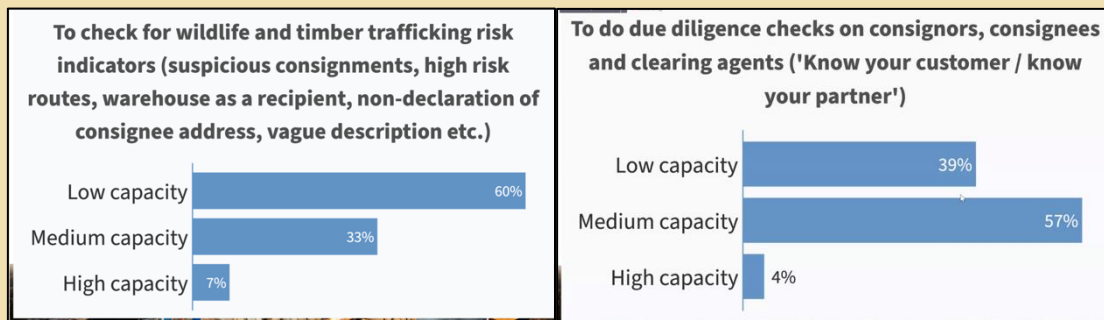 To check for wildlife and timber trafficking risk
indicators (suspicious consignments, high risk
routes, warehouse as a recipient, non-declaration of
consignee address, vague description etc.)
Low capacity 60%
Medium capacity 33%
High capacity 7%
To do due diligence checks on consignors, consignees
and clearing agents ('Know your customer / know
your partner')
Low capacity 39%
Medium capacity 57%
High capacity 4%